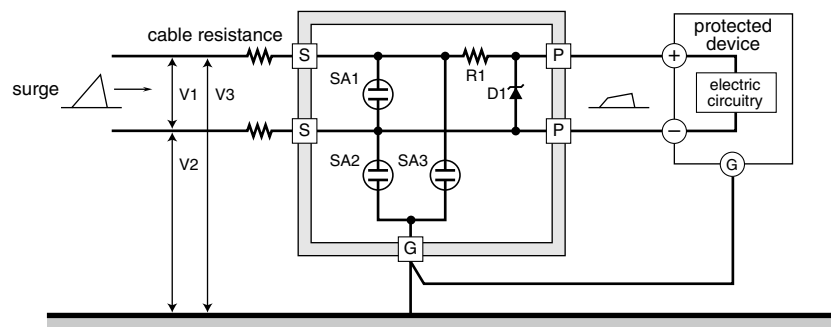 cable resistance
protected
device
S
P
+
surge
V1
V3
SA1
R1
D1
electric
circuitry
S
P
−
V2
SA2
SA3
G
G